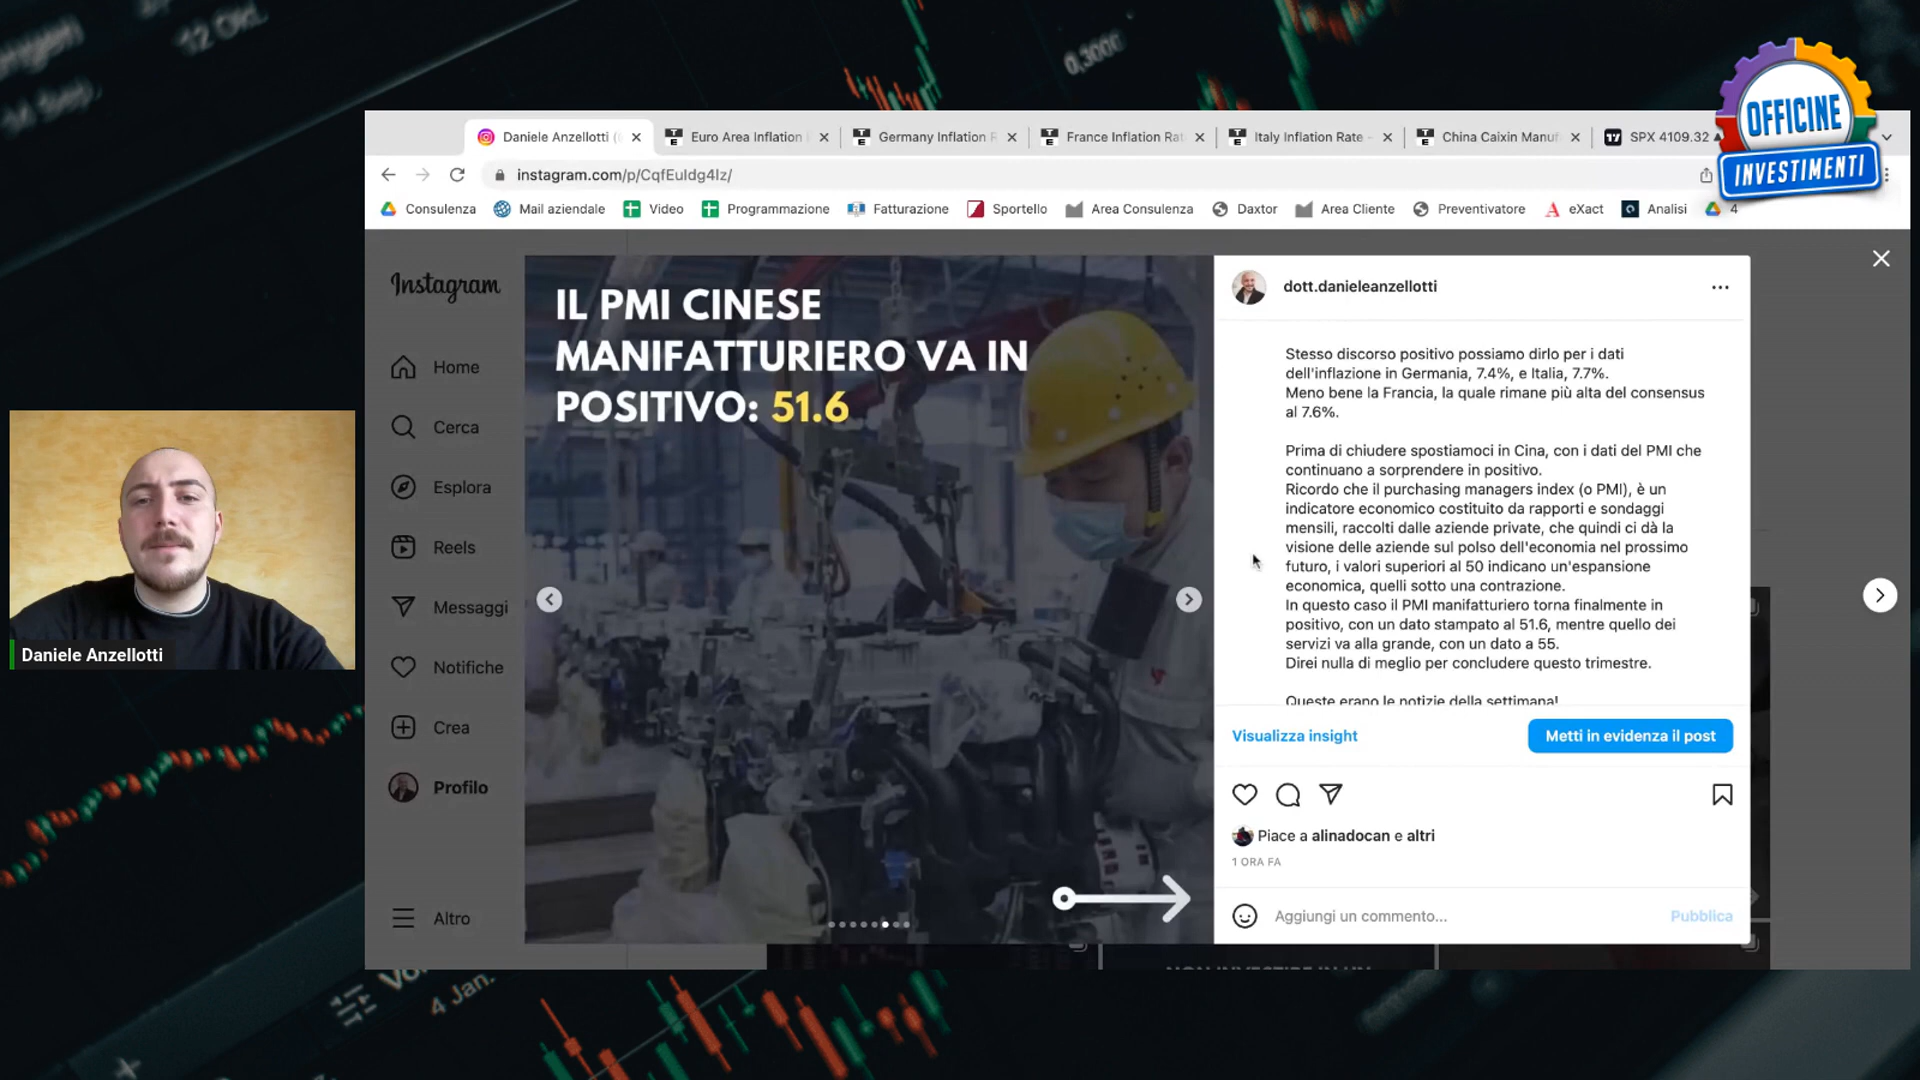 12 Okt.
0,3000
OFFICINE
INVESTIMENTI
Daniele Anzellotti (
Euro Area Inflation
Germany Inflation R
France Inflation Rat
Italy Inflation Rate -
China Caixin Manuf
SPX 4109.32
instagram.com/p/CqfEuldg4Iz/
Consulenza
Mail aziendale
Video
Programmazione
Fatturazione
Sportello
Area Consulenza
Daxtor
Area Cliente
Preventivatore
eXact
Analisi
4
Instagram
Home
Cerca
Esplora
Reels
Messaggi
Notifiche
Crea
Profilo
Altro
IL PMI CINESE
MANIFATTURIERO VA IN
POSITIVO: 51.6
dott.danieleanzellotti
Stesso discorso positivo possiamo dirlo per i dati
dell'inflazione in Germania, 7.4%, e Italia, 7.7%.
Meno bene la Francia, la quale rimane più alta del consensus
al 7.6%.
Prima di chiudere spostiamoci in Cina, con i dati del PMI che
continuano a sorprendere in positivo.
Ricordo che il purchasing managers index (o PMI), è un
indicatore economico costituito da rapporti e sondaggi
mensili, raccolti dalle aziende private, che quindi ci dà la
visione delle aziende sul polso dell'economia nel prossimo
futuro, i valori superiori al 50 indicano un'espansione
economica, quelli sotto una contrazione.
In questo caso il PMI manifatturiero torna finalmente in
positivo, con un dato stampato al 51.6, mentre quello dei
servizi va alla grande, con un dato a 55.
Direi nulla di meglio per concludere questo trimestre.
Queste erano le notizie della settimana!
Visualizza insight
Metti in evidenza il post
Piace a alinadocan e altri
1 ORA FA
Aggiungi un commento...
Pubblica
Daniele Anzellotti
4 Jan.